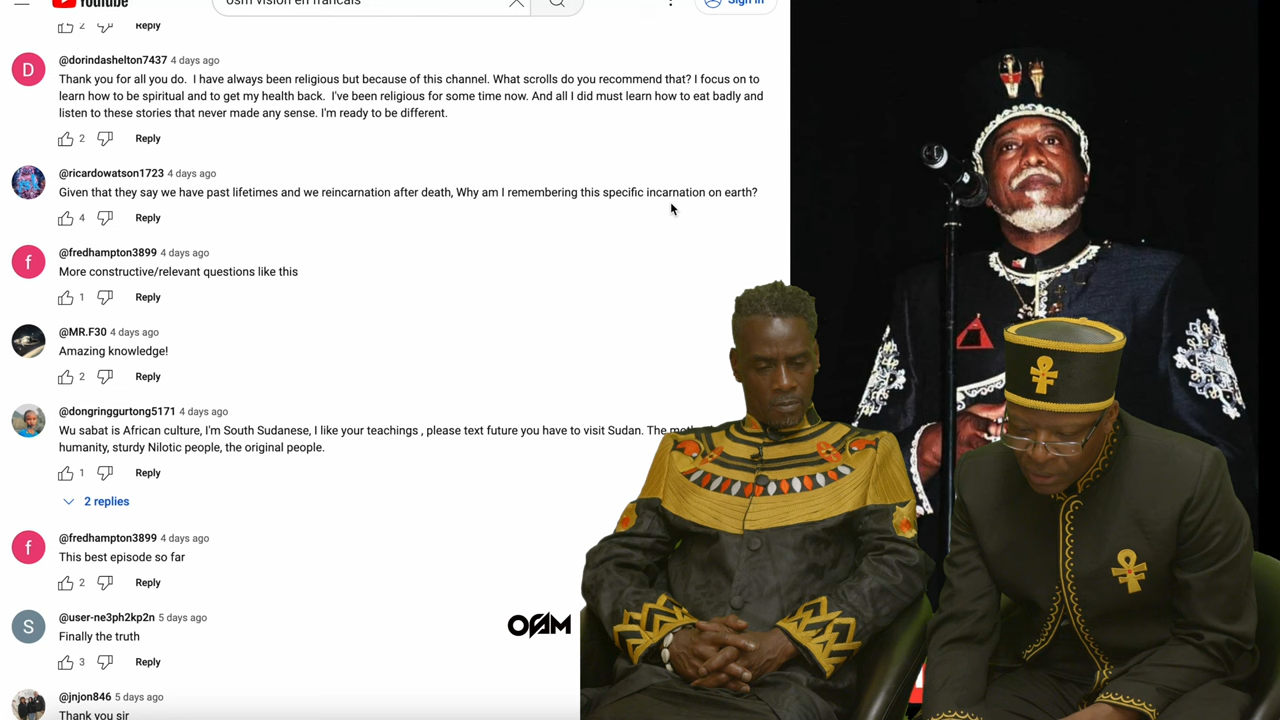 YouTube
osm vision en francais
Sign in
2 Reply
D @dorindashelton7437 4 days ago
Thank you for all you do. I have always been religious but because of this channel. What scrolls do you recommend that? I focus on to
learn how to be spiritual and to get my health back. I've been religious for some time now. And all I did must learn how to eat badly and
listen to these stories that never made any sense. I'm ready to be different.
2 Reply
@ricardowatson1723 4 days ago
Given that they say we have past lifetimes and we reincarnation after death, Why am I remembering this specific incarnation on earth?
4 Reply
f @fredhampton3899 4 days ago
More constructive/relevant questions like this
1 Reply
@MR.F30 4 days ago
Amazing knowledge!
2 Reply
@dongringgurtong5171 4 days ago
Wu sabat is African culture, I'm South Sudanese, I like your teachings , please text future you have to visit Sudan. The
humanity, sturdy Nilotic people, the original people.
1 Reply
2 replies
f @fredhampton3899 4 days ago
This best episode so far
2 Reply
S @user-ne3ph2kp2n 5 days ago
Finally the truth
3 Reply
@jnjon846 5 days ago
Thank you sir